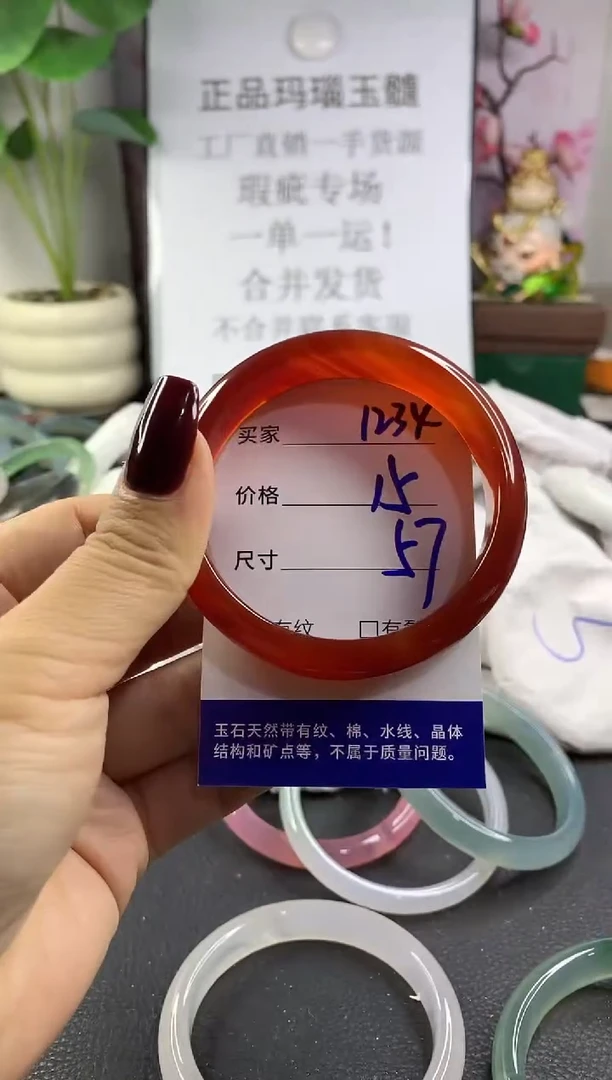 正品玛瑙玉髓
工厂直销一手货源
瑕疵专场
一单一运！
合并发货
买家 1234
价格 15
尺寸 57
有纹 □有
玉石天然带有纹、棉、水线、晶体
结构和矿点等，不属于质量问题。